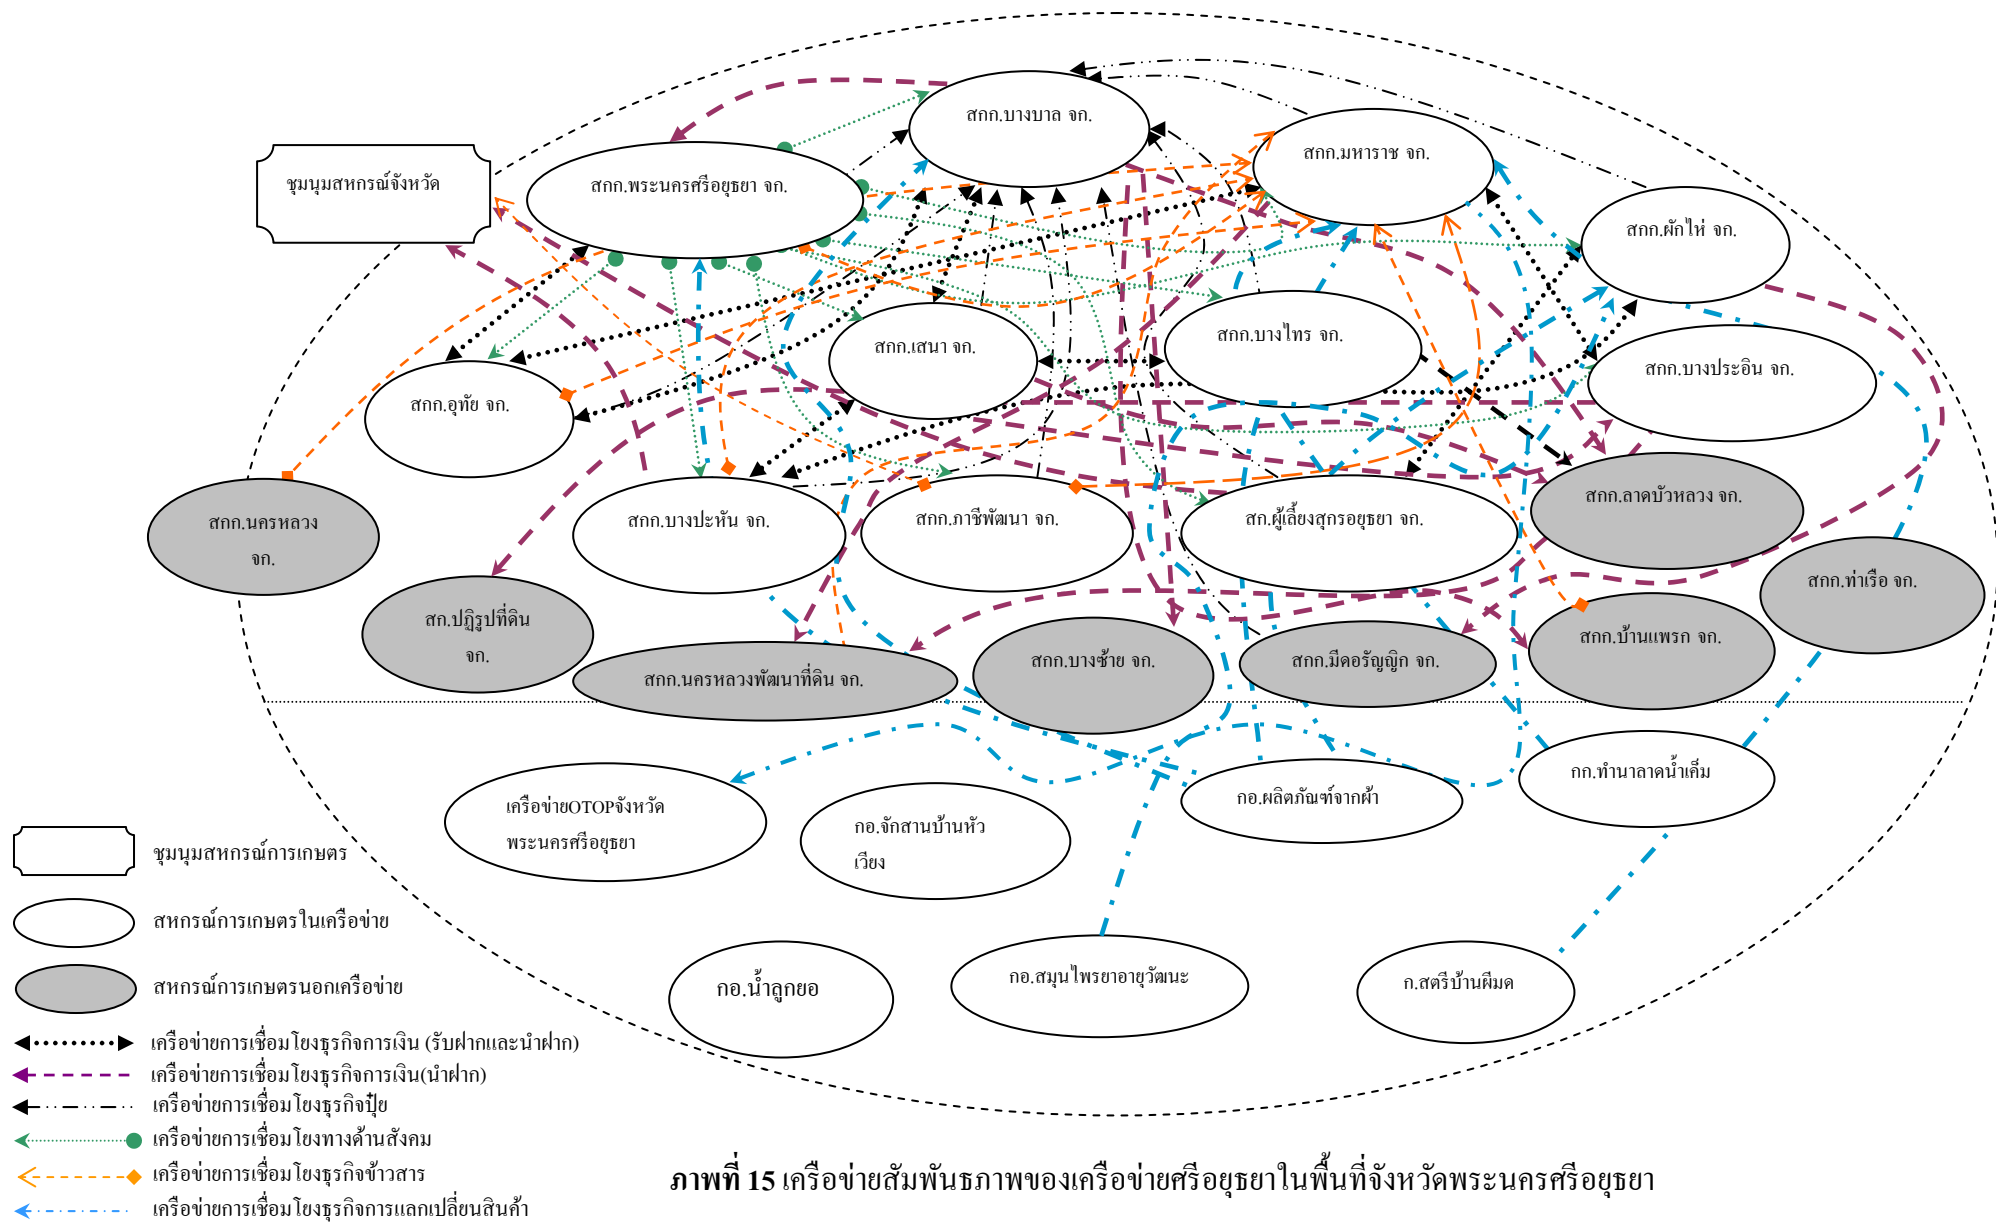 สกก.บางบาล จก.
สกก.มหาราช จก.
ชุมนุมสหกรณ์จังหวัด
สกก.พระนครศรีอยุธยา จก.
สกก.ผักไห่ จก.
สกก.เสนา จก.
สกก.บางไทร จก.
สกก.บางประอิน จก.
สกก.อุทัย จก.
สกก.นครหลวง
จก.
สกก.บางปะหัน จก.
สกก.ภาชีพัฒนา จก.
สก.ผู้เลี้ยงสุกรอยุธยา จก.
สกก.ลาดบัวหลวง จก.
สกก.ท่าเรือ จก.
สก.ปฏิรูปที่ดิน
จก.
สกก.นครหลวงพัฒนาที่ดิน จก.
สกก.บางซ้าย จก.
สกก.มีดอรัญญิก จก.
สกก.บ้านแพรก จก.
เครือข่ายOTOPจังหวัด
พระนครศรีอยุธยา
กอ.จักสานบ้านหัว
เวียง
กอ.ผลิตภัณฑ์จากผ้า
กก.ทำนาลาดน้ำเค็ม
กอ.น้ำลูกยอ
กอ.สมุนไพรยาอายุวัฒนะ
ก.สตรีบ้านผีมด
ชุมนุมสหกรณ์การเกษตร
สหกรณ์การเกษตรในเครือข่าย
สหกรณ์การเกษตรนอกเครือข่าย
เครือข่ายการเชื่อมโยงธุรกิจการเงิน (รับฝากและนำฝาก)
เครือข่ายการเชื่อมโยงธุรกิจการเงิน(นำฝาก)
เครือข่ายการเชื่อมโยงธุรกิจปุ๋ย
เครือข่ายการเชื่อมโยงทางด้านสังคม
เครือข่ายการเชื่อมโยงธุรกิจข้าวสาร
เครือข่ายการเชื่อมโยงธุรกิจการแลกเปลี่ยนสินค้า
ภาพที่ 15 เครือข่ายสัมพันธภาพของเครือข่ายศรีอยุธยาในพื้นที่จังหวัดพระนครศรีอยุธยา